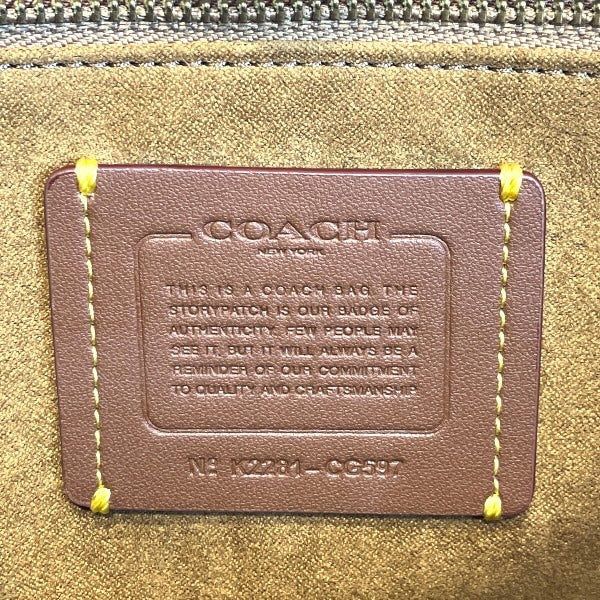 COACH
NEW YORK
THIS IS A COACH BAG. THE
STORYPATCH IS OUR BADGE OF
AUTHENTICITY. FEW PEOPLE MAY
SEE IT, BUT IT WILL ALWAYS BE A
REMINDER OF OUR COMMITMENT
TO QUALITY AND CRAFTSMANSHIP.
Nº K2281-CG597